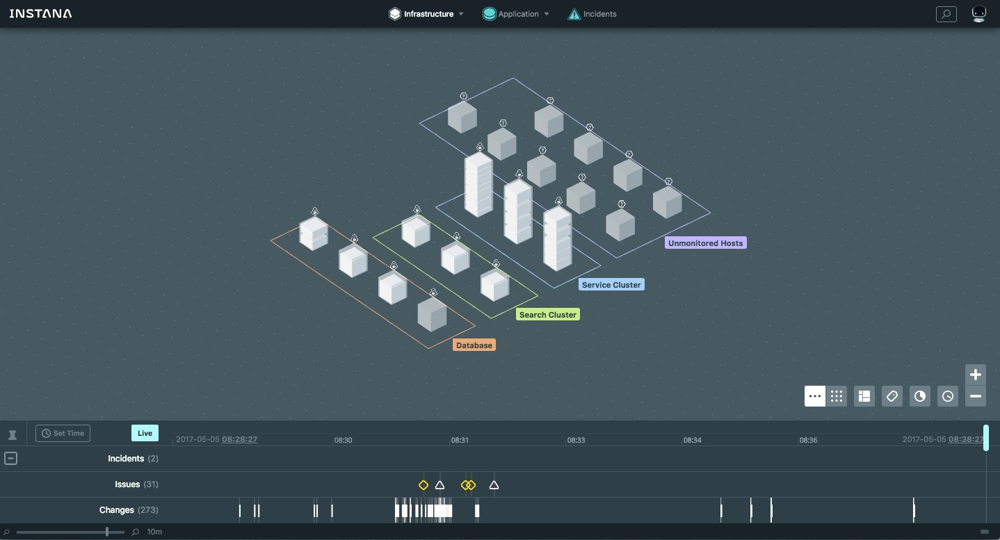 INSTANA
Infrastructure
Application
Incidents
?
?
?
?
?
?
?
?
?
?
Unmonitored Hosts
Service Cluster
Search Cluster
Database
Set Time
Live
2017-05-05 08:28:27
08:30
08:31
08:33
08:34
08:36
2017-05-05 08:38:27
Incidents (2)
Issues (31)
Changes (273)
10m